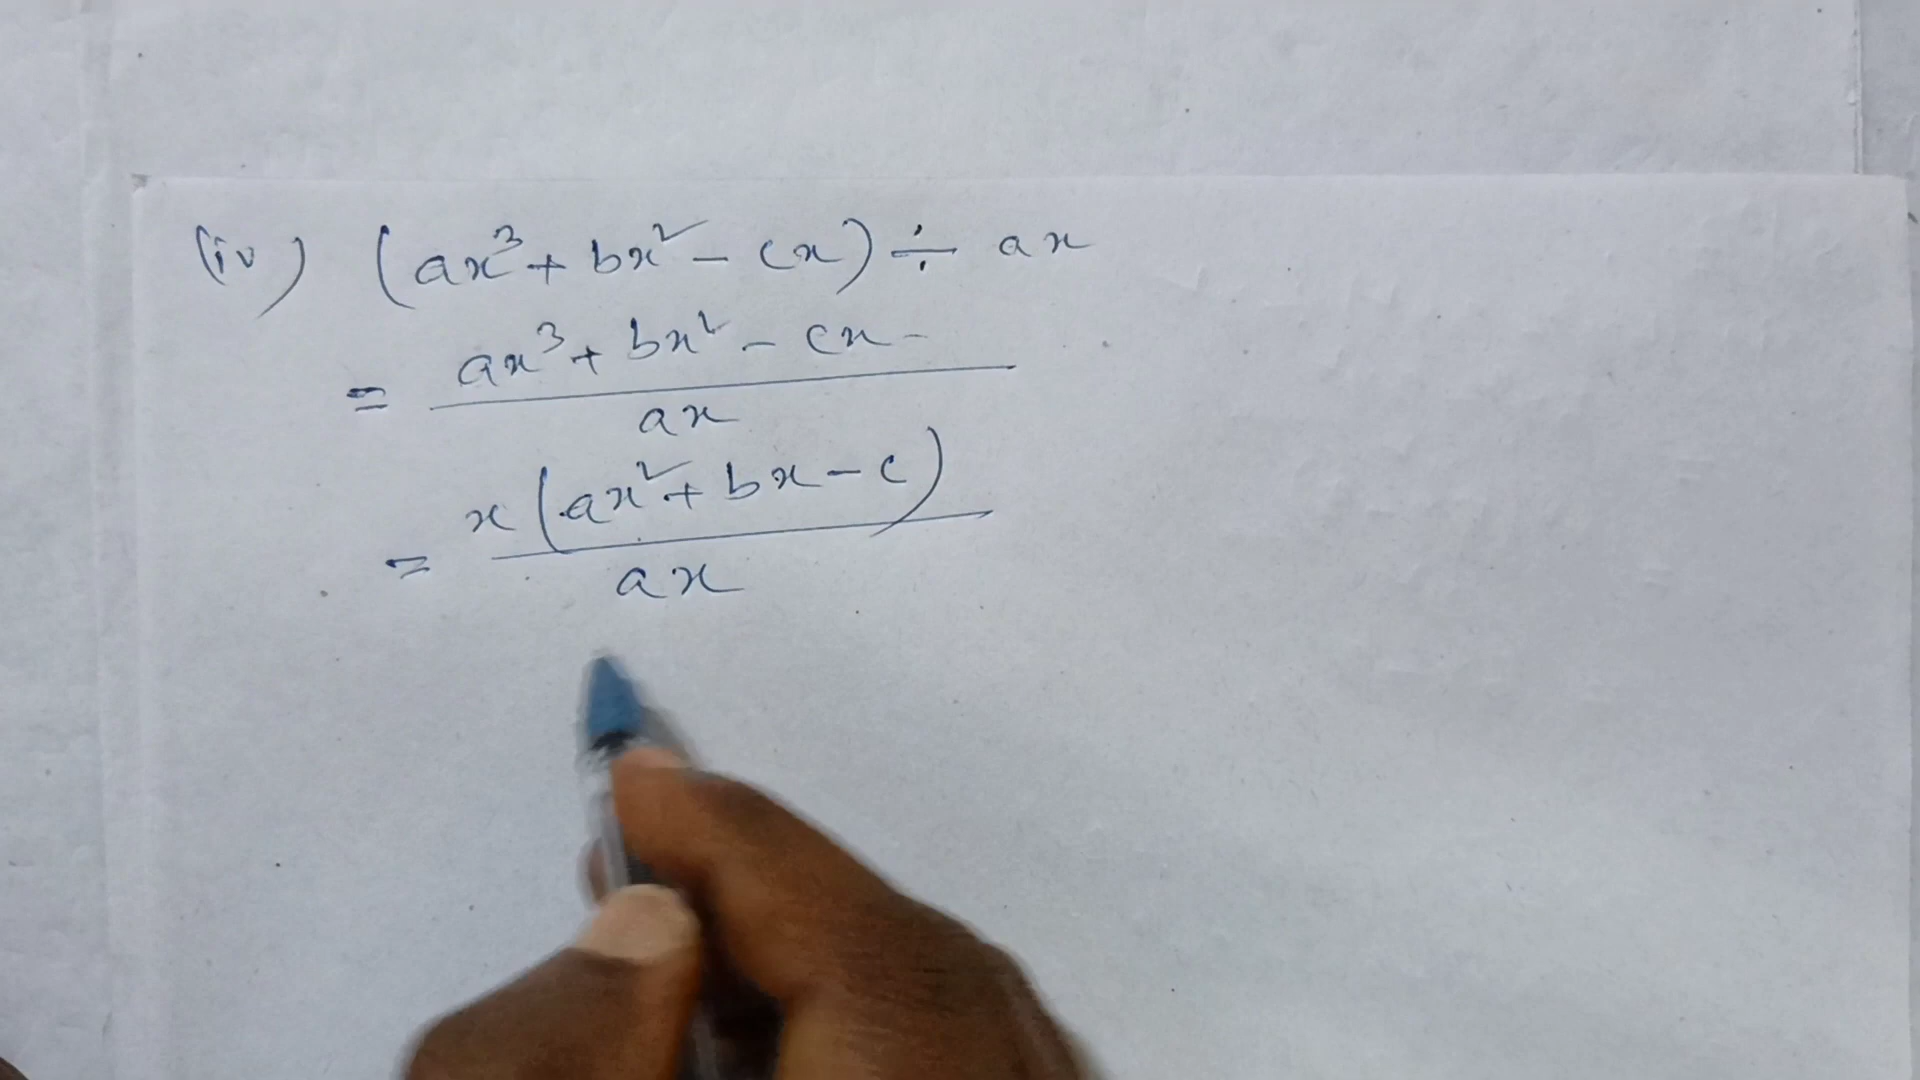 (iv) (ax³ + bx² - cx) ÷ ax
= ax³ + bx² - cx -
ax
= x(ax² + bx - c)
ax